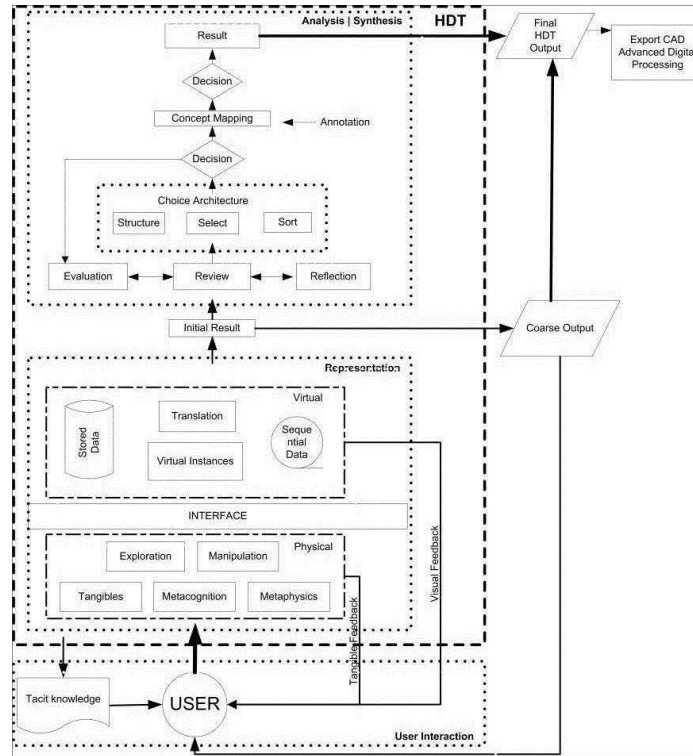 Analysis | Synthesis
HDT
Result
Final
HDT
Output
Export CAD
Advanced Digital
Processing
Decision
Concept Mapping
Annotation
Decision
Choice Architecture
Structure
Select
Sort
Evaluation
Review
Reflection
Initial Result
Coarse Output
Representation
Virtual
Stored
Data
Translation
Virtual Instances
Sequ
ential
Data
INTERFACE
Physical
Exploration
Manipulation
Tangibles
Metacognition
Metaphysics
Visual Feedback
Tangible Feedback
Tacit knowledge
USER
User Interaction